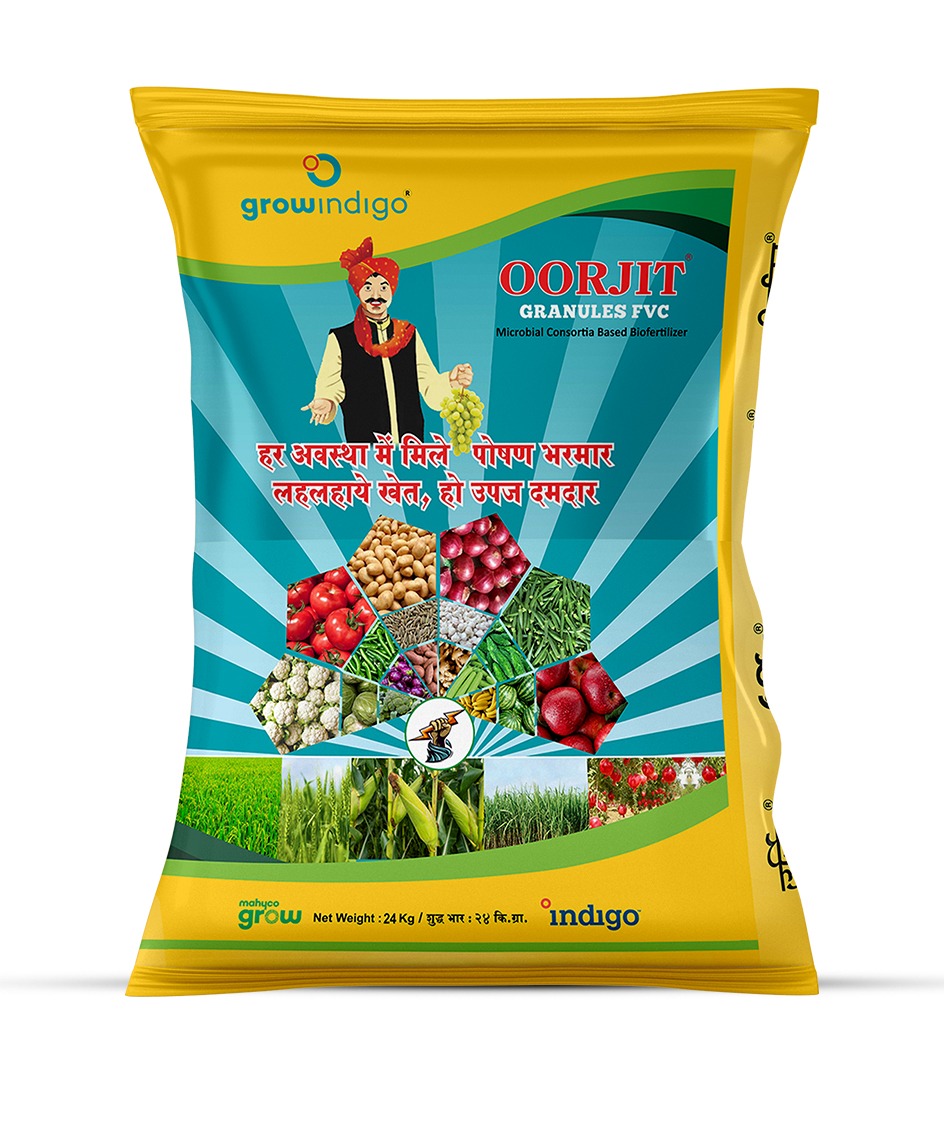 growindigo®
OORJIT®
GRANULES FVC
Microbial Consortia Based Biofertilizer
हर अवस्था में मिले पोषण भरमार
लहलहाये खेत, हो उपज दमदार
mahyco
grow
Net Weight : 24 Kg / शुद्ध भार : २४ कि.ग्रा.
indigo™